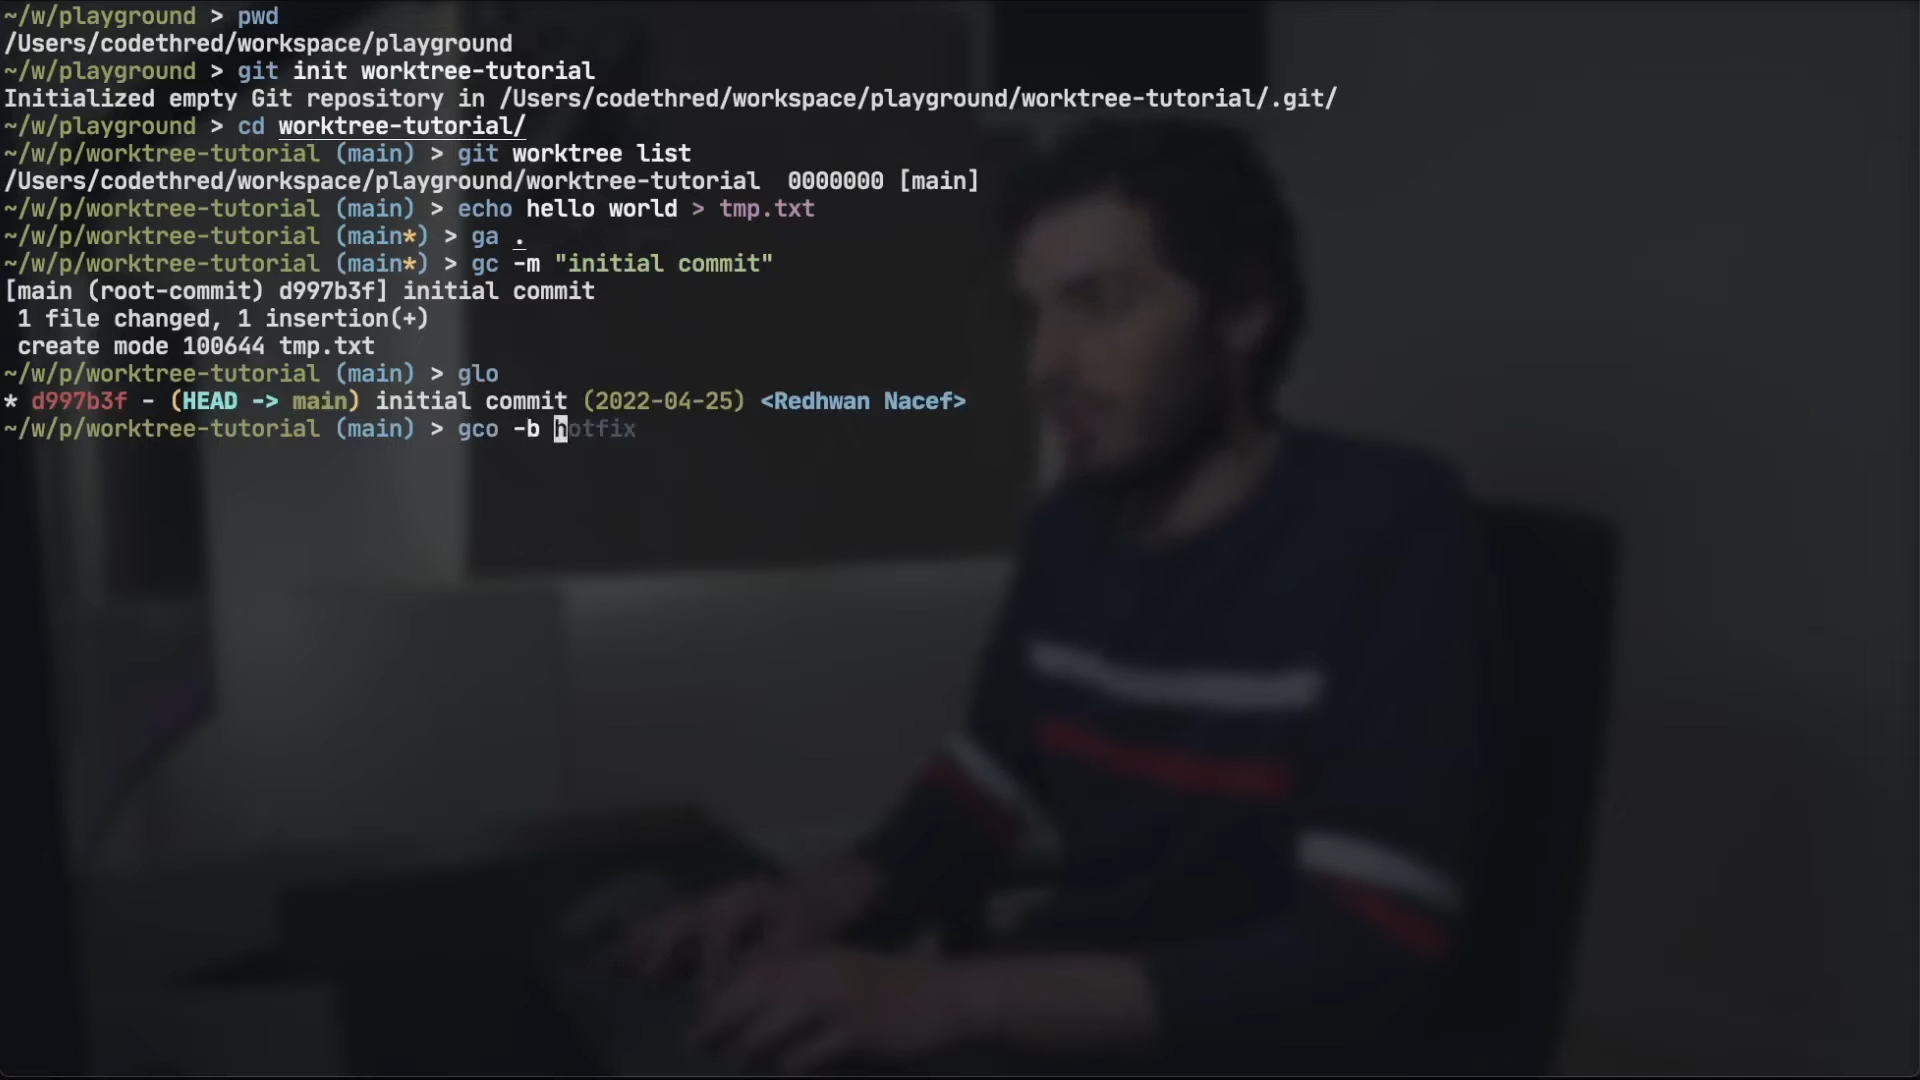 ~/w/playground > pwd
/Users/codethred/workspace/playground
~/w/playground > git init worktree-tutorial
Initialized empty Git repository in /Users/codethred/workspace/playground/worktree-tutorial/.git/
~/w/playground > cd worktree-tutorial/
~/w/p/worktree-tutorial (main) > git worktree list
/Users/codethred/workspace/playground/worktree-tutorial  0000000 [main]
~/w/p/worktree-tutorial (main) > echo hello world > tmp.txt
~/w/p/worktree-tutorial (main*) > ga .
~/w/p/worktree-tutorial (main*) > gc -m "initial commit"
[main (root-commit) d997b3f] initial commit
 1 file changed, 1 insertion(+)
 create mode 100644 tmp.txt
~/w/p/worktree-tutorial (main) > glo
* d997b3f - (HEAD -> main) initial commit (2022-04-25) <Redhwan Nacef>
~/w/p/worktree-tutorial (main) > gco -b hotfix